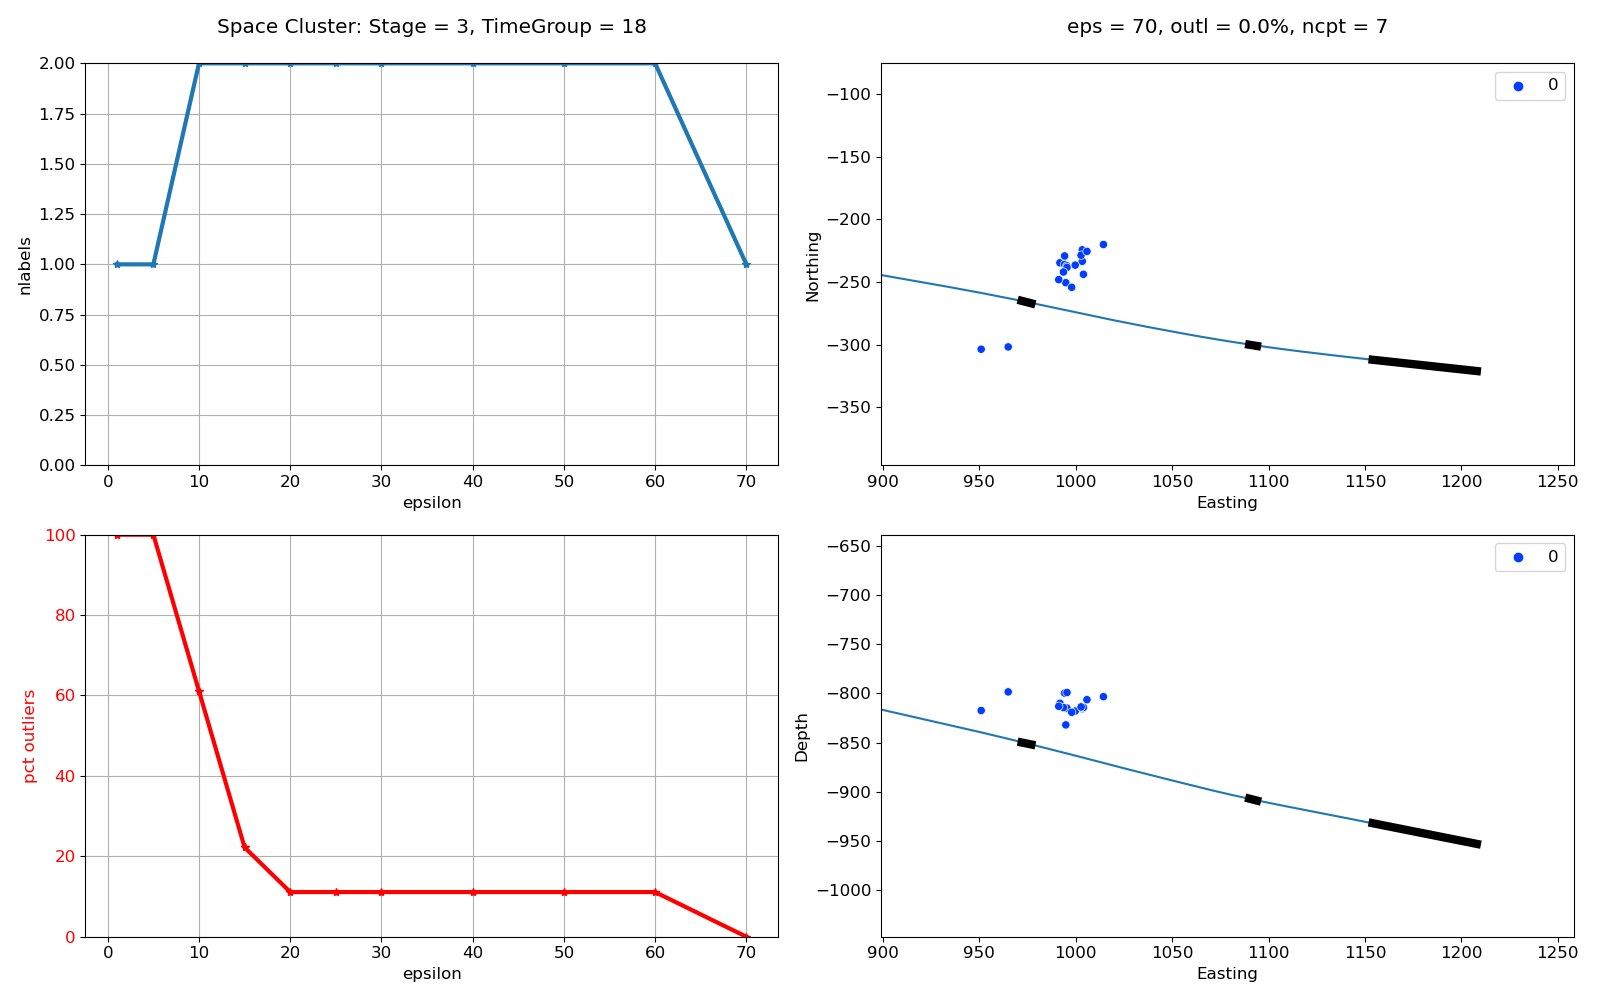 Space Cluster: Stage = 3, TimeGroup = 18
2.00
1.75
1.50
1.25
1.00
0.75
0.50
0.25
0.00
nlabels
0 10 20 30 40 50 60 70
epsilon
eps = 70, outl = 0.0%, ncpt = 7
0
−100
−150
−200
−250
−300
−350
Northing
900 950 1000 1050 1100 1150 1200 1250
Easting
100
80
60
40
20
0
pct outliers
0 10 20 30 40 50 60 70
epsilon
0
−650
−700
−750
−800
−850
−900
−950
−1000
Depth
900 950 1000 1050 1100 1150 1200 1250
Easting